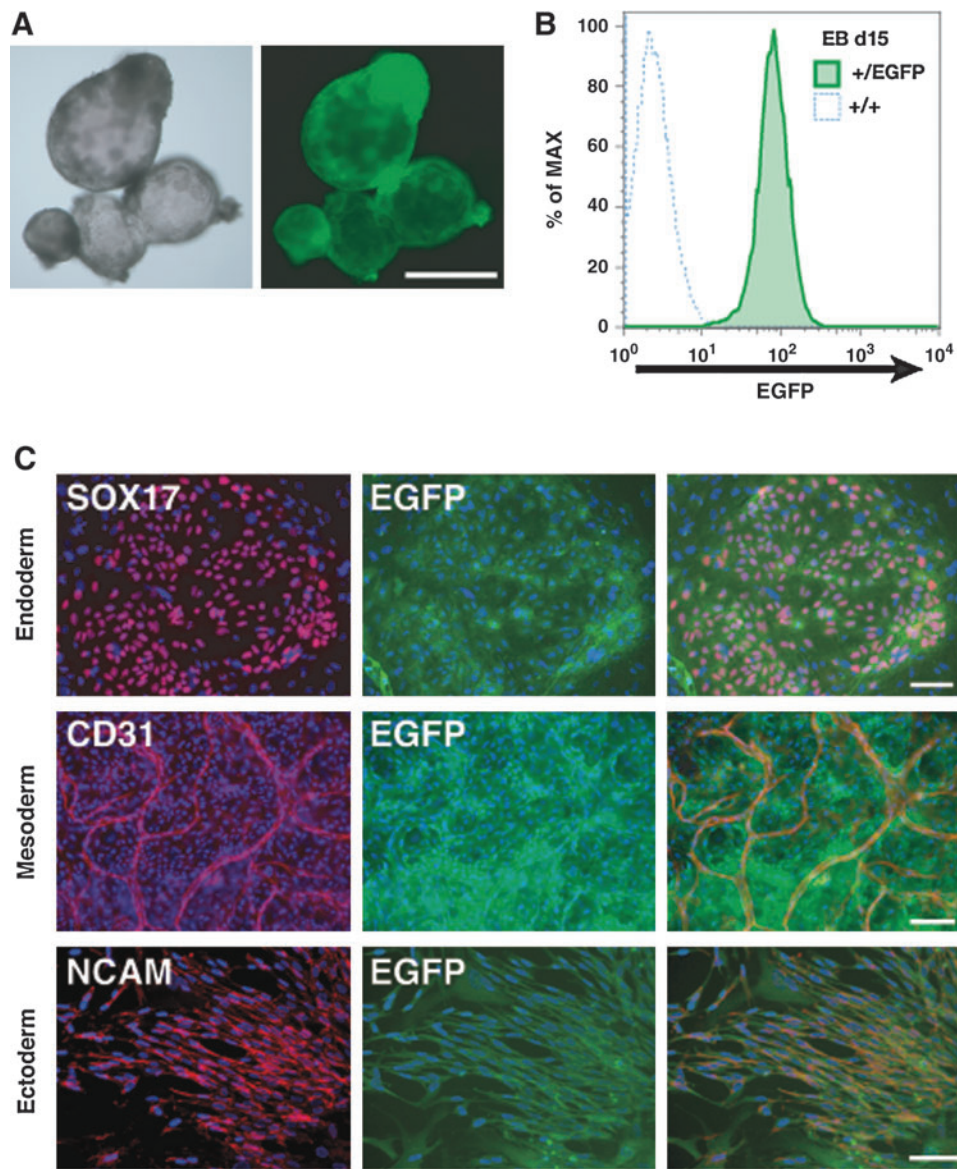 A
B
100
80
60
40
20
0
% of MAX
EB d15
+/EGFP
+/+
10⁰ 10¹ 10² 10³ 10⁴
EGFP
C
Endoderm
SOX17
EGFP
Mesoderm
CD31
EGFP
Ectoderm
NCAM
EGFP